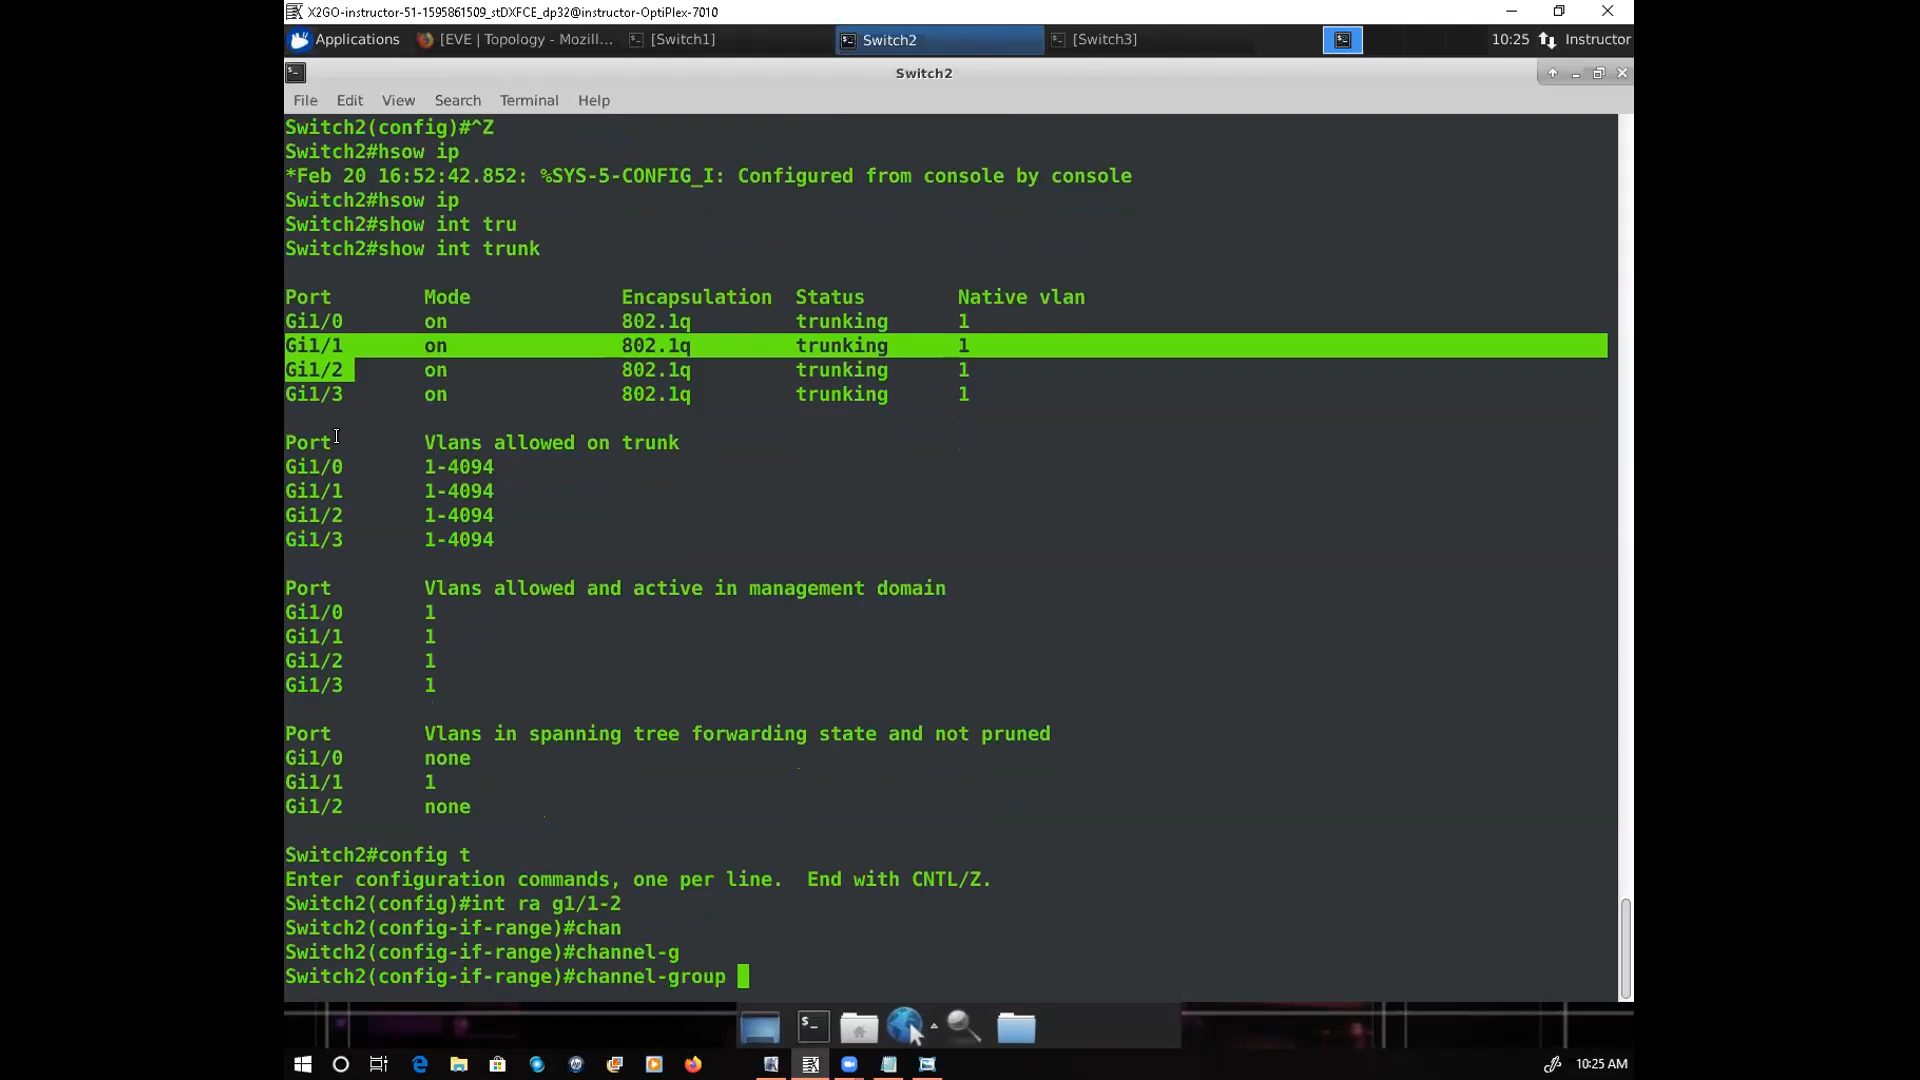 X2GO-instructor-51-1595861509_stDXFCE_dp32@instructor-OptiPlex-7010
Applications [EVE | Topology - Mozill... [Switch1] Switch2 [Switch3] 10:25 Instructor
Switch2
File Edit View Search Terminal Help
Switch2(config)#^Z
Switch2#hsow ip
*Feb 20 16:52:42.852: %SYS-5-CONFIG_I: Configured from console by console
Switch2#hsow ip
Switch2#show int tru
Switch2#show int trunk
Port Mode Encapsulation Status Native vlan
Gi1/0 on 802.1q trunking 1
Gi1/1 on 802.1q trunking 1
Gi1/2 on 802.1q trunking 1
Gi1/3 on 802.1q trunking 1
Port Vlans allowed on trunk
Gi1/0 1-4094
Gi1/1 1-4094
Gi1/2 1-4094
Gi1/3 1-4094
Port Vlans allowed and active in management domain
Gi1/0 1
Gi1/1 1
Gi1/2 1
Gi1/3 1
Port Vlans in spanning tree forwarding state and not pruned
Gi1/0 none
Gi1/1 1
Gi1/2 none
Switch2#config t
Enter configuration commands, one per line. End with CNTL/Z.
Switch2(config)#int ra g1/1-2
Switch2(config-if-range)#chan
Switch2(config-if-range)#channel-g
Switch2(config-if-range)#channel-group
10:25 AM